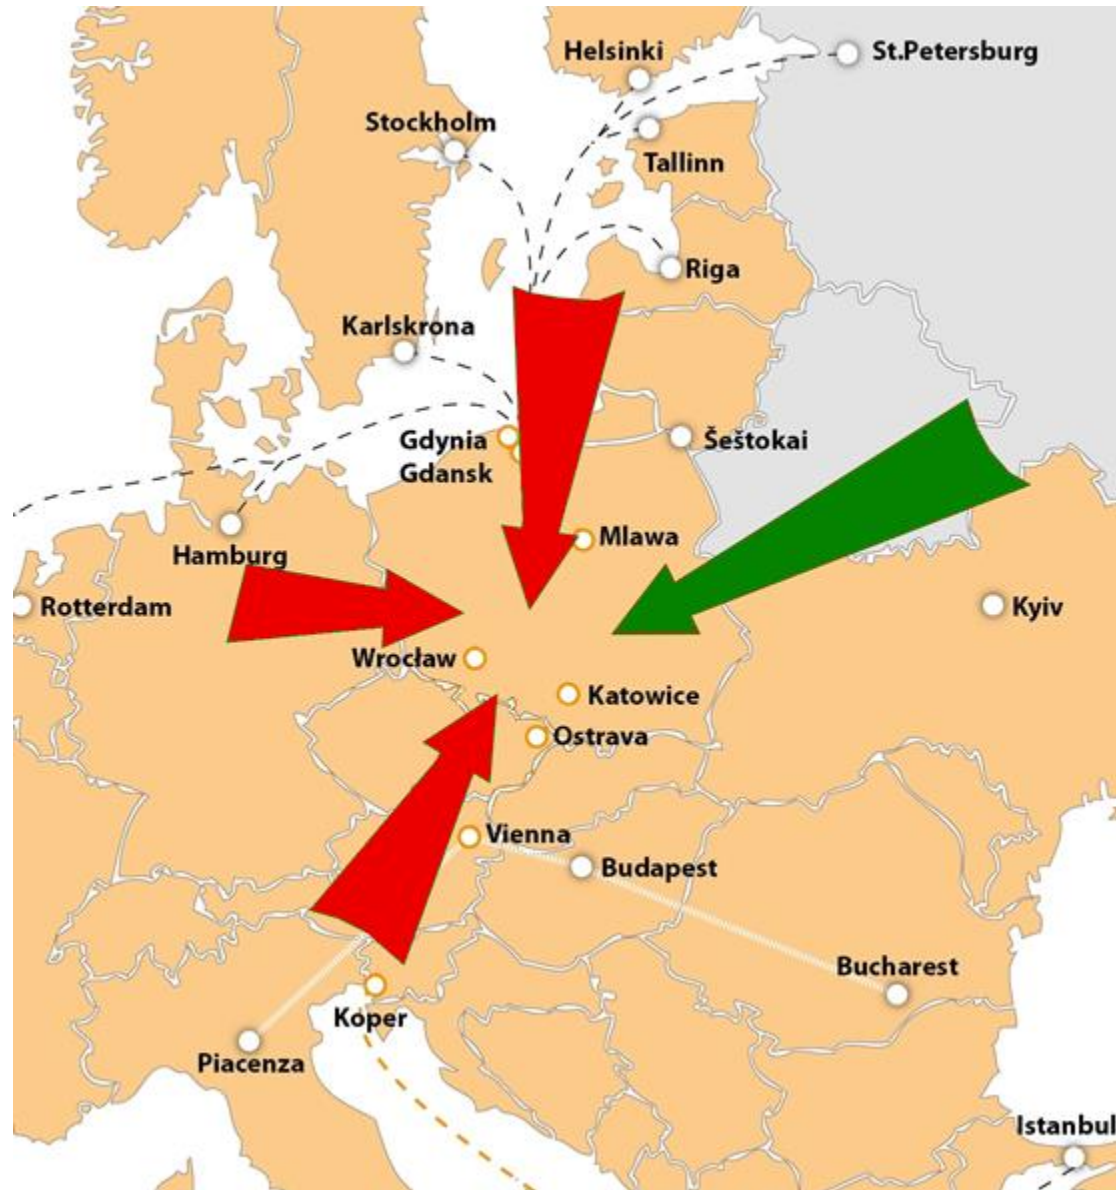 Helsinki
St.Petersburg
Stockholm
Tallinn
Riga
Karlskrona
Gdynia
Šeštokai
Gdansk
Mlawa
Hamburg
Rotterdam
Kyiv
Wrocław
Katowice
Ostrava
Vienna
Budapest
Bucharest
Koper
Piacenza
Istanbul